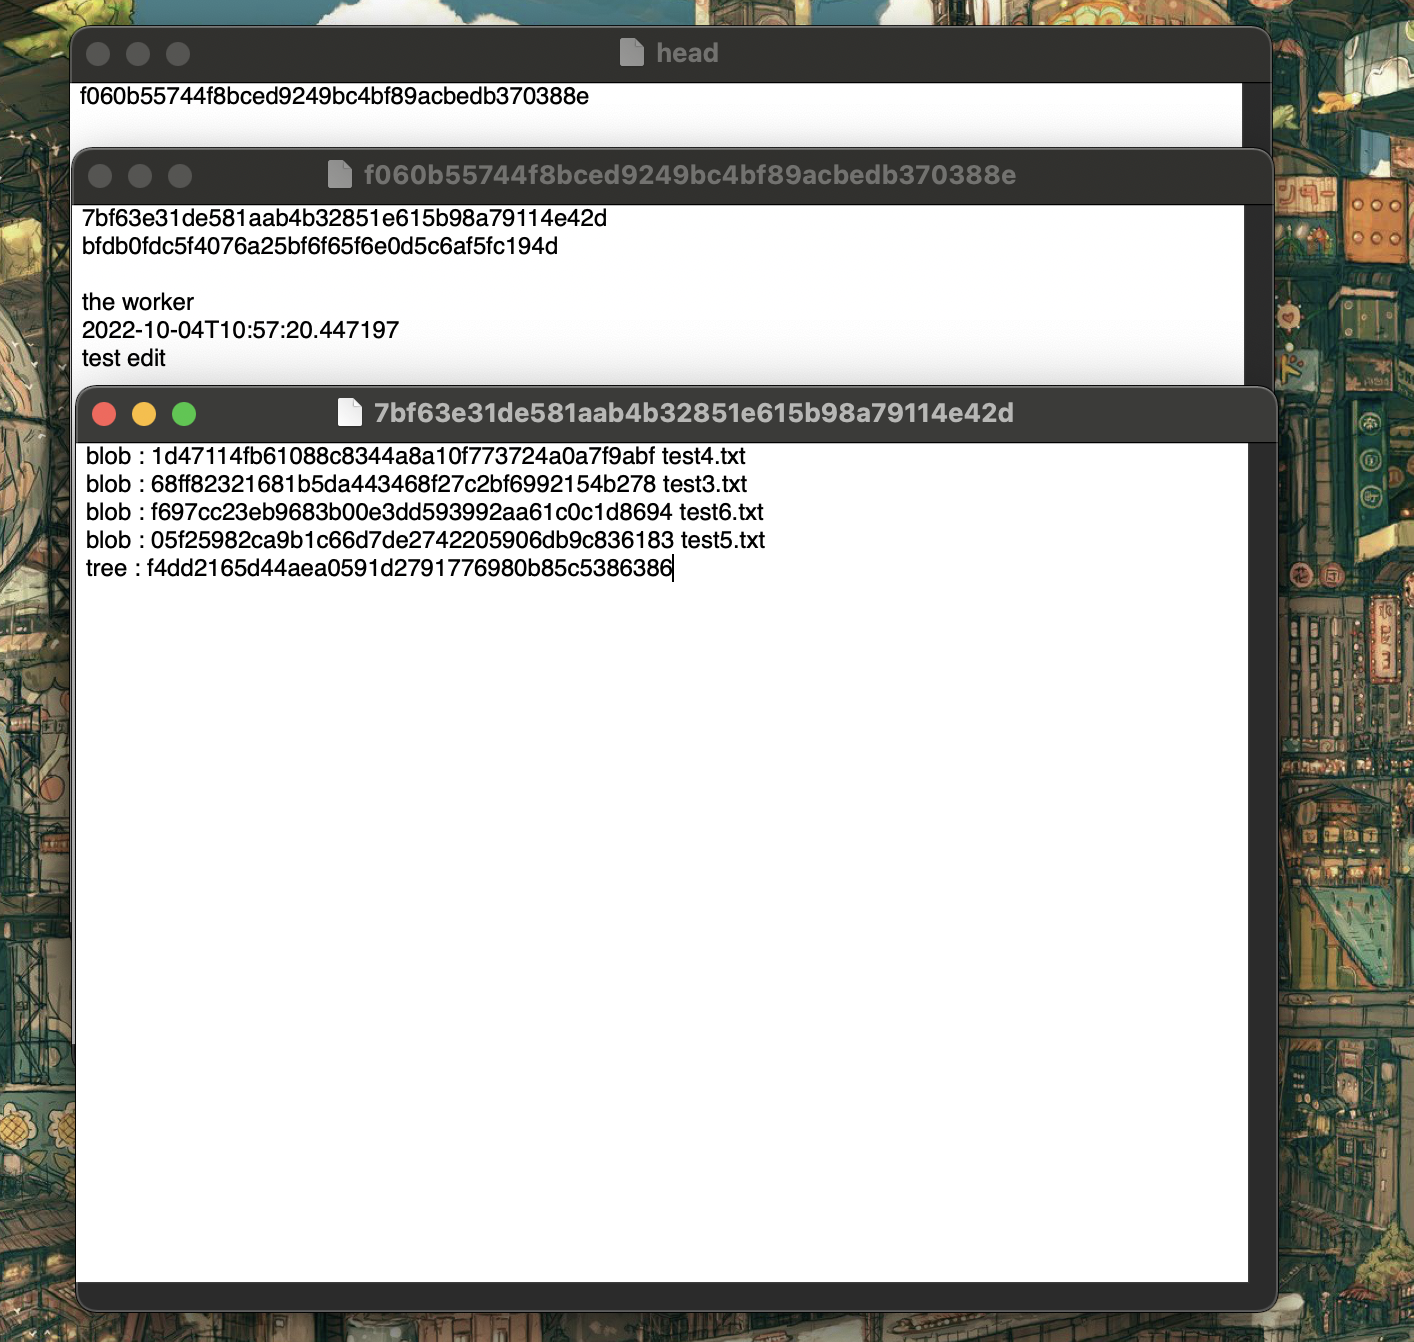 head
f060b55744f8bced9249bc4bf89acbedb370388e
f060b55744f8bced9249bc4bf89acbedb370388e
7bf63e31de581aab4b32851e615b98a79114e42d
bfdb0fdc5f4076a25bf6f65f6e0d5c6af5fc194d
the worker
2022-10-04T10:57:20.447197
test edit
7bf63e31de581aab4b32851e615b98a79114e42d
blob : 1d47114fb61088c8344a8a10f773724a0a7f9abf test4.txt
blob : 68ff82321681b5da443468f27c2bf6992154b278 test3.txt
blob : f697cc23eb9683b00e3dd593992aa61c0c1d8694 test6.txt
blob : 05f25982ca9b1c66d7de2742205906db9c836183 test5.txt
tree : f4dd2165d44aea0591d2791776980b85c5386386